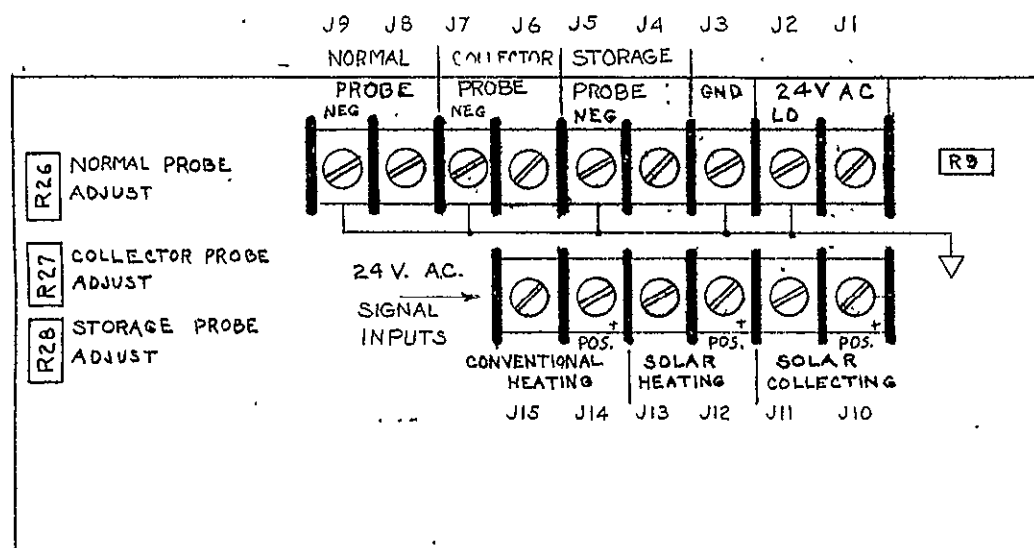 J9 J8 J7 J6 J5 J4 J3 J2 J1
NORMAL COLLECTOR STORAGE
PROBE PROBE PROBE GND 24V AC
NEG NEG NEG LO
R26 NORMAL PROBE
ADJUST
R9
R27 COLLECTOR PROBE
ADJUST
R28 STORAGE PROBE
ADJUST
24 V. A.C.
SIGNAL
INPUTS
+ + +
POS. POS. POS.
CONVENTIONAL SOLAR SOLAR
HEATING HEATING COLLECTING
J15 J14 J13 J12 J11 J10